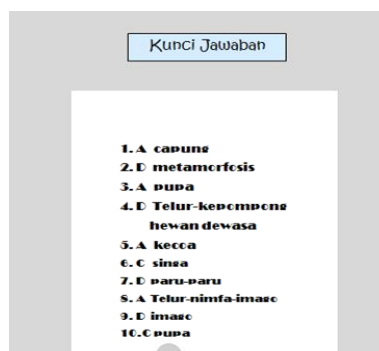 Kunci Jawaban
1. A capung
2. D metamorfosis
3. A pupa
4. D Telur-kepompong
hewan dewasa
5. A kecoa
6. C singa
7. D paru-paru
8. A Telur-nimfa-imago
9. D imago
10.C pupa